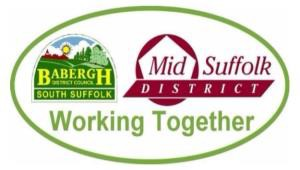 BABERGH
DISTRICT COUNCIL
SOUTH SUFFOLK
Mid Suffolk
DISTRICT
Working Together